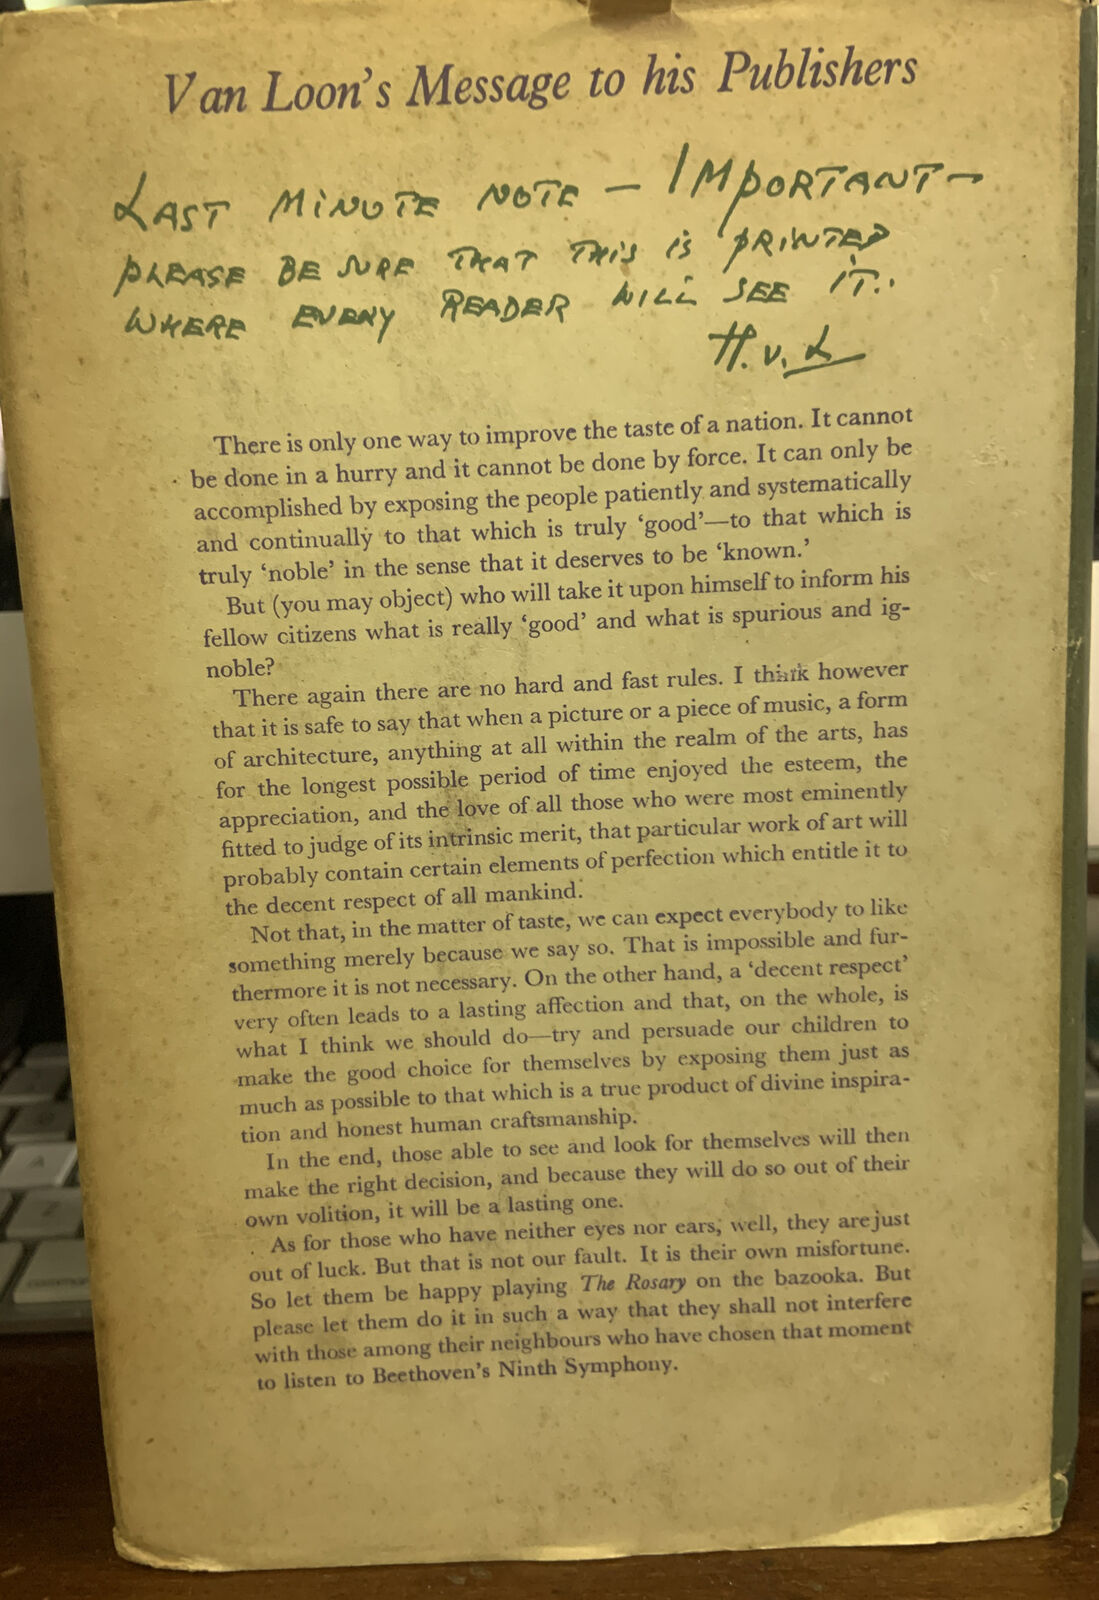 Van Loon's Message to his Publishers
LAST MINUTE NOTE — IMPORTANT —
PLEASE BE SURE THAT THIS IS PRINTED
WHERE EVERY READER WILL SEE IT..
H.v.L
There is only one way to improve the taste of a nation. It cannot
be done in a hurry and it cannot be done by force. It can only be
accomplished by exposing the people patiently and systematically
and continually to that which is truly 'good'—to that which is
truly 'noble' in the sense that it deserves to be 'known.'
But (you may object) who will take it upon himself to inform his
fellow citizens what is really 'good' and what is spurious and ig-
noble?
There again there are no hard and fast rules. I think however
that it is safe to say that when a picture or a piece of music, a form
of architecture, anything at all within the realm of the arts, has
for the longest possible period of time enjoyed the esteem, the
appreciation, and the love of all those who were most eminently
fitted to judge of its intrinsic merit, that particular work of art will
probably contain certain elements of perfection which entitle it to
the decent respect of all mankind.
Not that, in the matter of taste, we can expect everybody to like
something merely because we say so. That is impossible and fur-
thermore it is not necessary. On the other hand, a 'decent respect'
very often leads to a lasting affection and that, on the whole, is
what I think we should do—try and persuade our children to
make the good choice for themselves by exposing them just as
much as possible to that which is a true product of divine inspira-
tion and honest human craftsmanship.
In the end, those able to see and look for themselves will then
make the right decision, and because they will do so out of their
own volition, it will be a lasting one.
As for those who have neither eyes nor ears, well, they are just
out of luck. But that is not our fault. It is their own misfortune.
So let them be happy playing The Rosary on the bazooka. But
please let them do it in such a way that they shall not interfere
with those among their neighbours who have chosen that moment
to listen to Beethoven's Ninth Symphony.